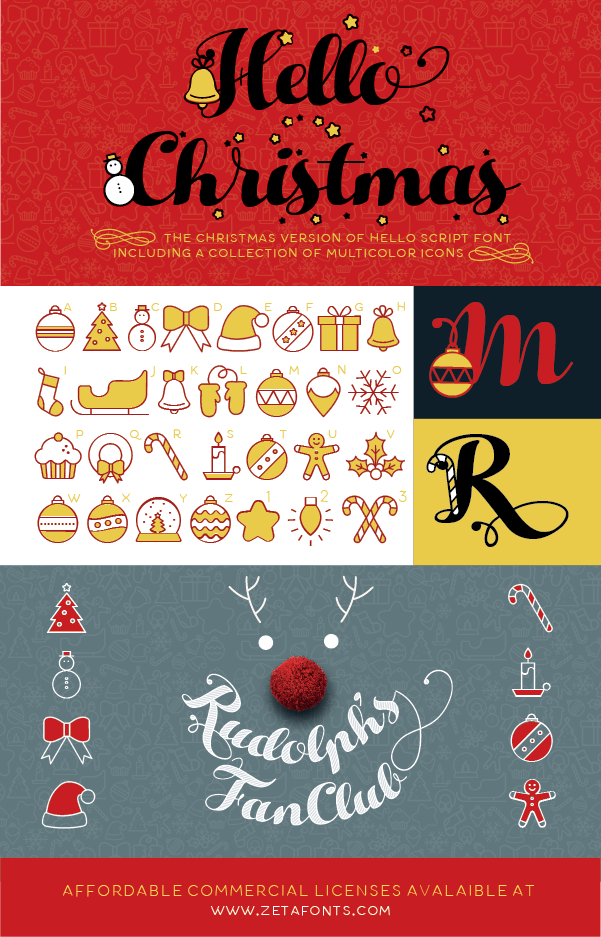 Hello
Christmas
THE CHRISTMAS VERSION OF HELLO SCRIPT FONT
INCLUDING A COLLECTION OF MULTICOLOR ICONS
A B C D E F G H
I J K L M N O
P Q R S T U V
W X Y Z 1 2 3
M
R
Rudolph's
FanClub
AFFORDABLE COMMERCIAL LICENSES AVALAIBLE AT
WWW.ZETAFONTS.COM